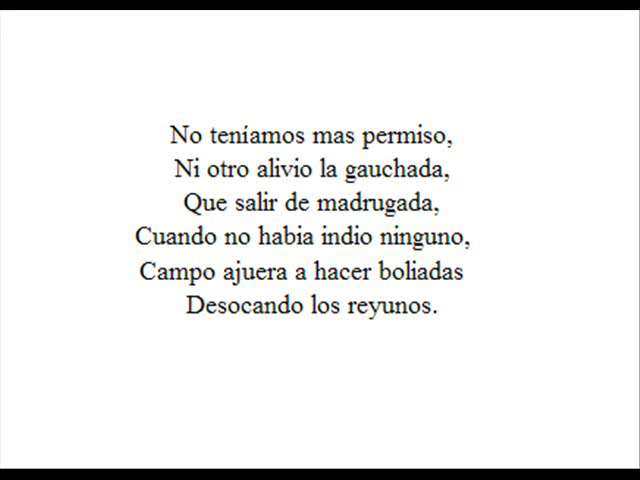 No teníamos mas permiso,
Ni otro alivio la gauchada,
Que salir de madrugada,
Cuando no habia indio ninguno,
Campo ajuera a hacer boliadas
Desocando los reyunos.